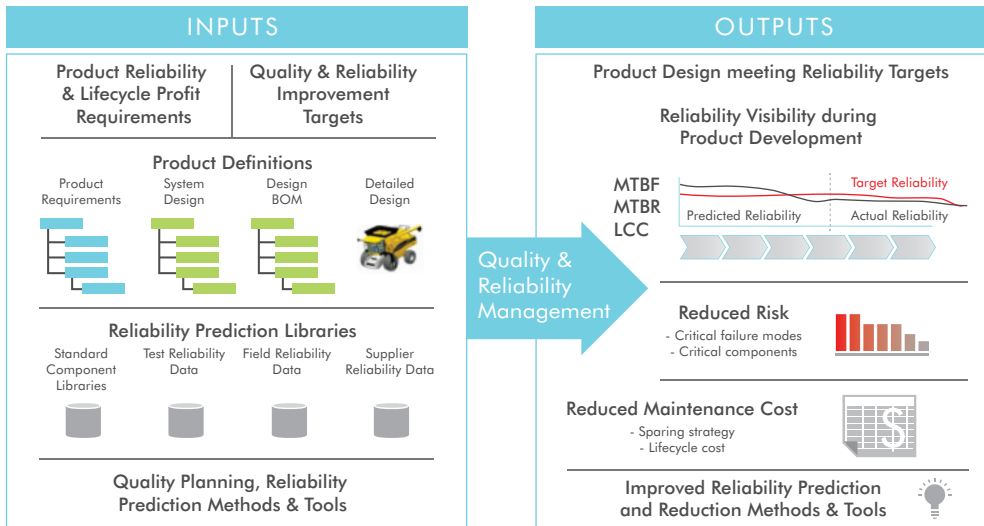 INPUTS
Product Reliability
& Lifecycle Profit
Requirements
Quality & Reliability
Improvement
Targets
Product Definitions
Product
Requirements
System
Design
Design
BOM
Detailed
Design
Reliability Prediction Libraries
Standard
Component
Libraries
Test Reliability
Data
Field Reliability
Data
Supplier
Reliability Data
Quality Planning, Reliability
Prediction Methods & Tools
Quality &
Reliability
Management
OUTPUTS
Product Design meeting Reliability Targets
Reliability Visibility during
Product Development
MTBF
MTBR
LCC
Target Reliability
Predicted Reliability
Actual Reliability
Reduced Risk
- Critical failure modes
- Critical components
Reduced Maintenance Cost
- Sparing strategy
- Lifecycle cost
$
Improved Reliability Prediction
and Reduction Methods & Tools